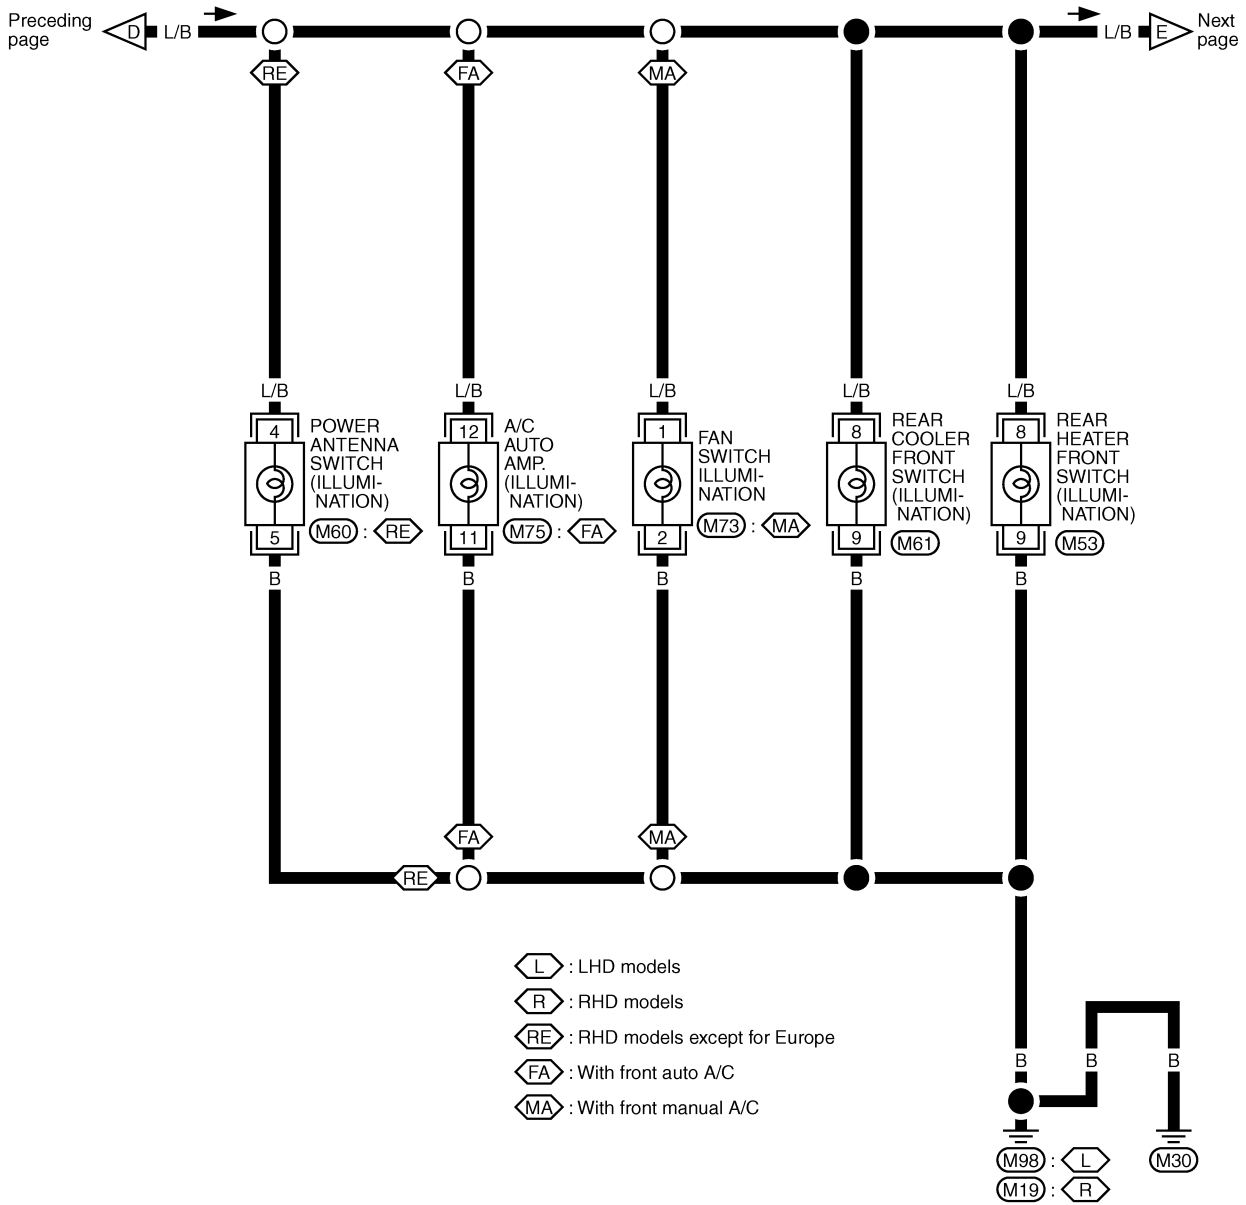 Preceding
page
D L/B
L/B E
Next
page
RE FA MA
L/B L/B L/B L/B L/B
4
POWER
ANTENNA
SWITCH
(ILLUMI-
NATION)
M60 : RE
5
12
A/C
AUTO
AMP.
(ILLUMI-
NATION)
M75 : FA
11
1
FAN
SWITCH
ILLUMI-
NATION
M73 : MA
2
8
REAR
COOLER
FRONT
SWITCH
(ILLUMI-
NATION)
M61
9
8
REAR
HEATER
FRONT
SWITCH
(ILLUMI-
NATION)
M53
9
B B B B B
FA MA
RE
L : LHD models
R : RHD models
RE : RHD models except for Europe
FA : With front auto A/C
MA : With front manual A/C
B B B
M98 : L
M19 : R
M30